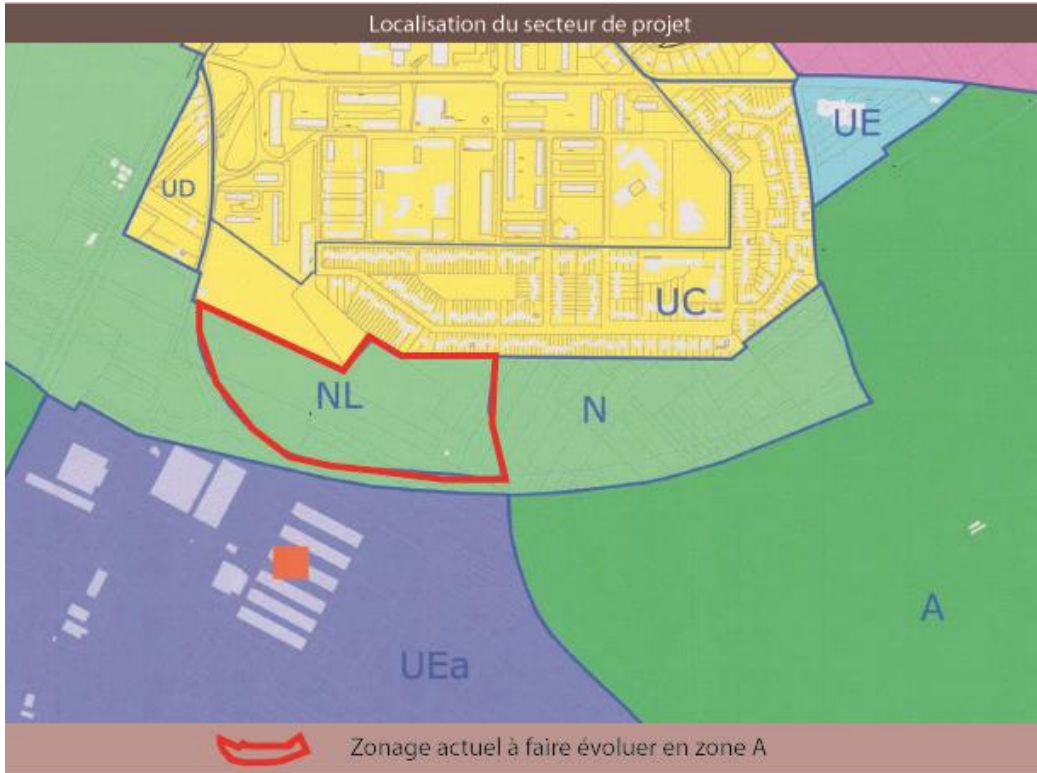 Localisation du secteur de projet
UE
UD
UC
NL
N
A
UEa
Zonage actuel à faire évoluer en zone A